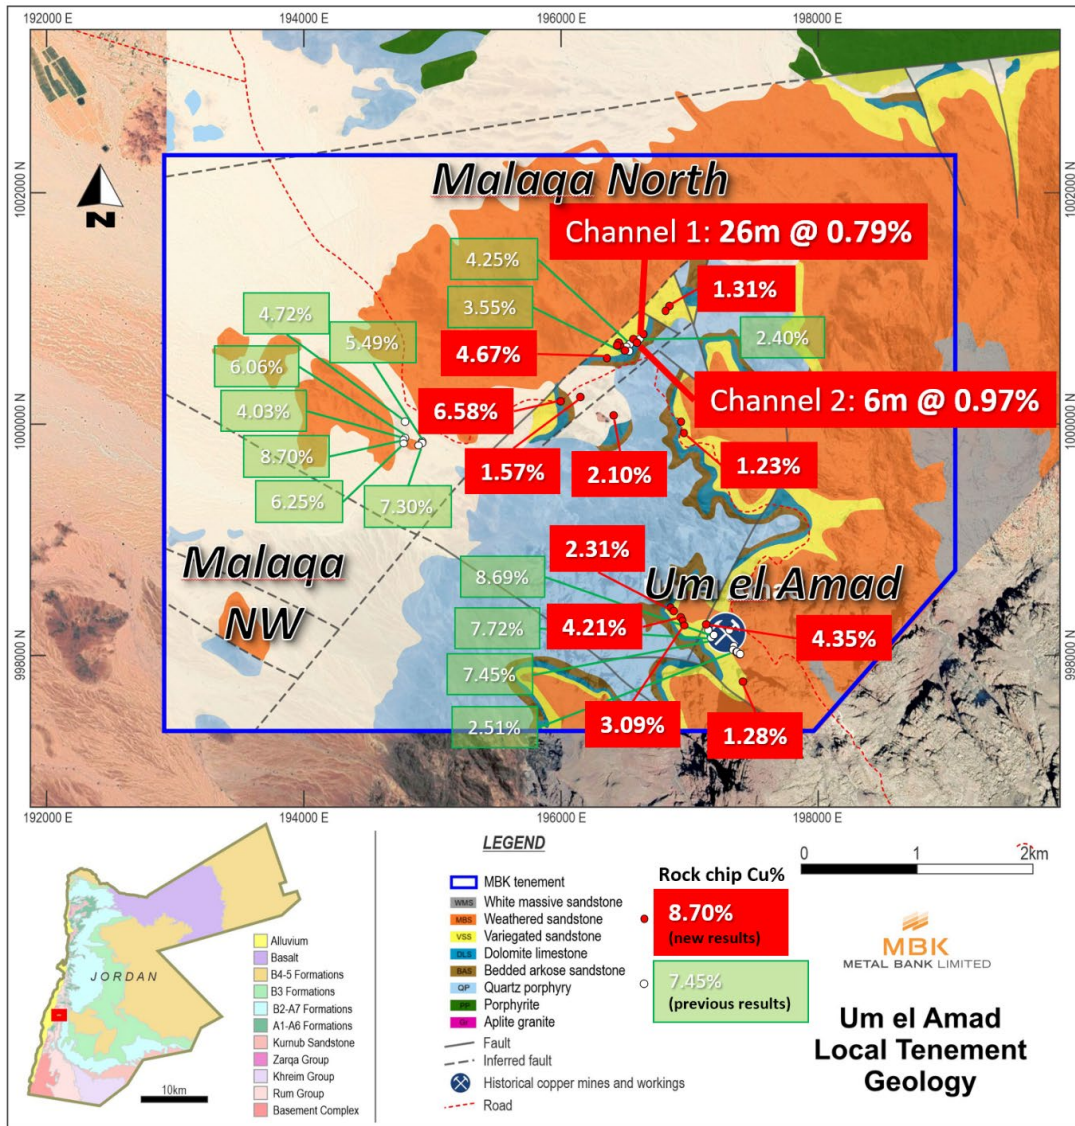 192000 E
194000 E
196000 E
198000 E
1002000 N
1002000 N
N
Malaqa North
Channel 1: 26m @ 0.79%
4.25%
1.31%
3.55%
4.72%
5.49%
4.67%
2.40%
6.06%
Channel 2: 6m @ 0.97%
6.58%
4.03%
1000000 N
1000000 N
8.70%
1.57%
2.10%
1.23%
6.25%
7.30%
2.31%
Malaqa
NW
8.69%
Um el Amad
7.72%
4.21%
4.35%
998000 N
998000 N
7.45%
2.51%
3.09%
1.28%
192000 E
194000 E
196000 E
198000 E
JORDAN
10km
Alluvium
Basalt
B4-5 Formations
B3 Formations
B2-A7 Formations
A1-A6 Formations
Kurnub Sandstone
Zarqa Group
Khreim Group
Rum Group
Basement Complex
LEGEND
MBK tenement
WMS White massive sandstone
MBS Weathered sandstone
VSS Variegated sandstone
DLS Dolomite limestone
BAS Bedded arkose sandstone
QP Quartz porphyry
PP Porphyrite
Aplite granite
Fault
Inferred fault
Historical copper mines and workings
Road
Rock chip Cu%
8.70%
(new results)
7.45%
(previous results)
0 1 2km
MBK
METAL BANK LIMITED
Um el Amad
Local Tenement
Geology